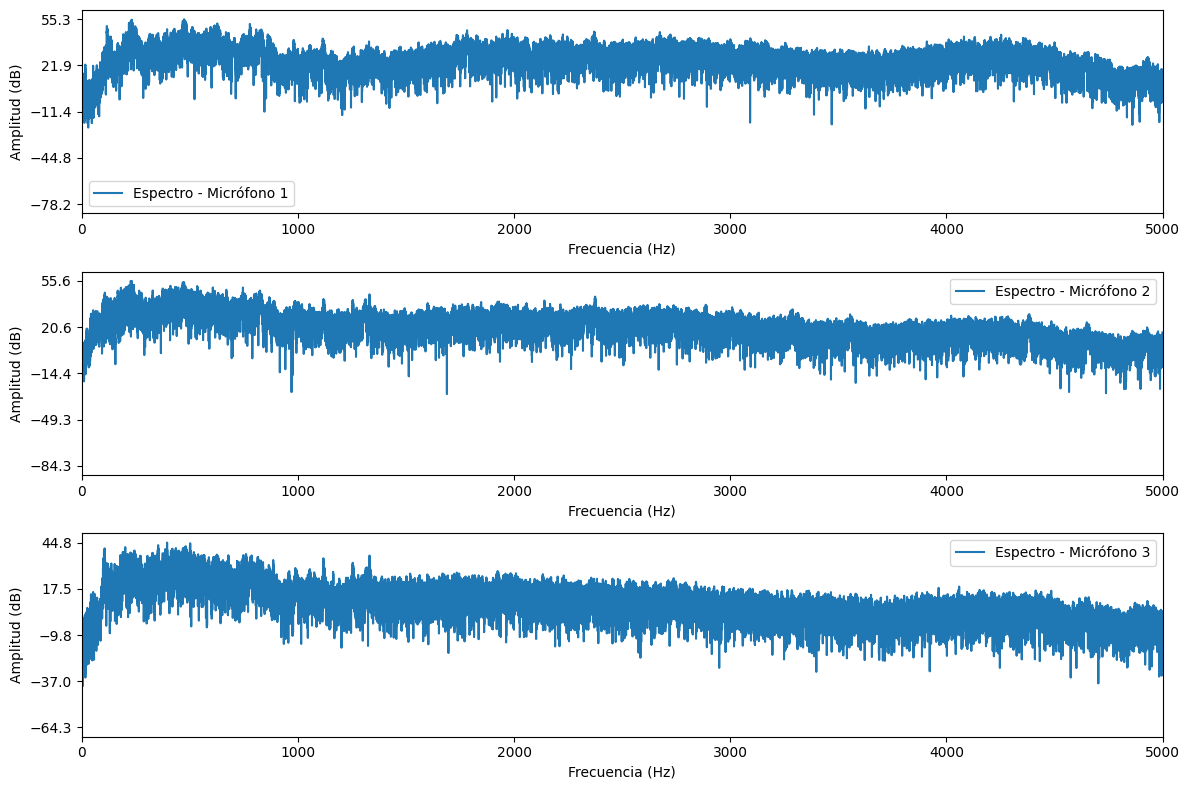 55.3
21.9
−11.4
−44.8
−78.2
Amplitud (dB)
Espectro - Micrófono 1
0 1000 2000 3000 4000 5000
Frecuencia (Hz)
55.6
20.6
−14.4
−49.3
−84.3
Amplitud (dB)
Espectro - Micrófono 2
0 1000 2000 3000 4000 5000
Frecuencia (Hz)
44.8
17.5
−9.8
−37.0
−64.3
Amplitud (dB)
Espectro - Micrófono 3
0 1000 2000 3000 4000 5000
Frecuencia (Hz)